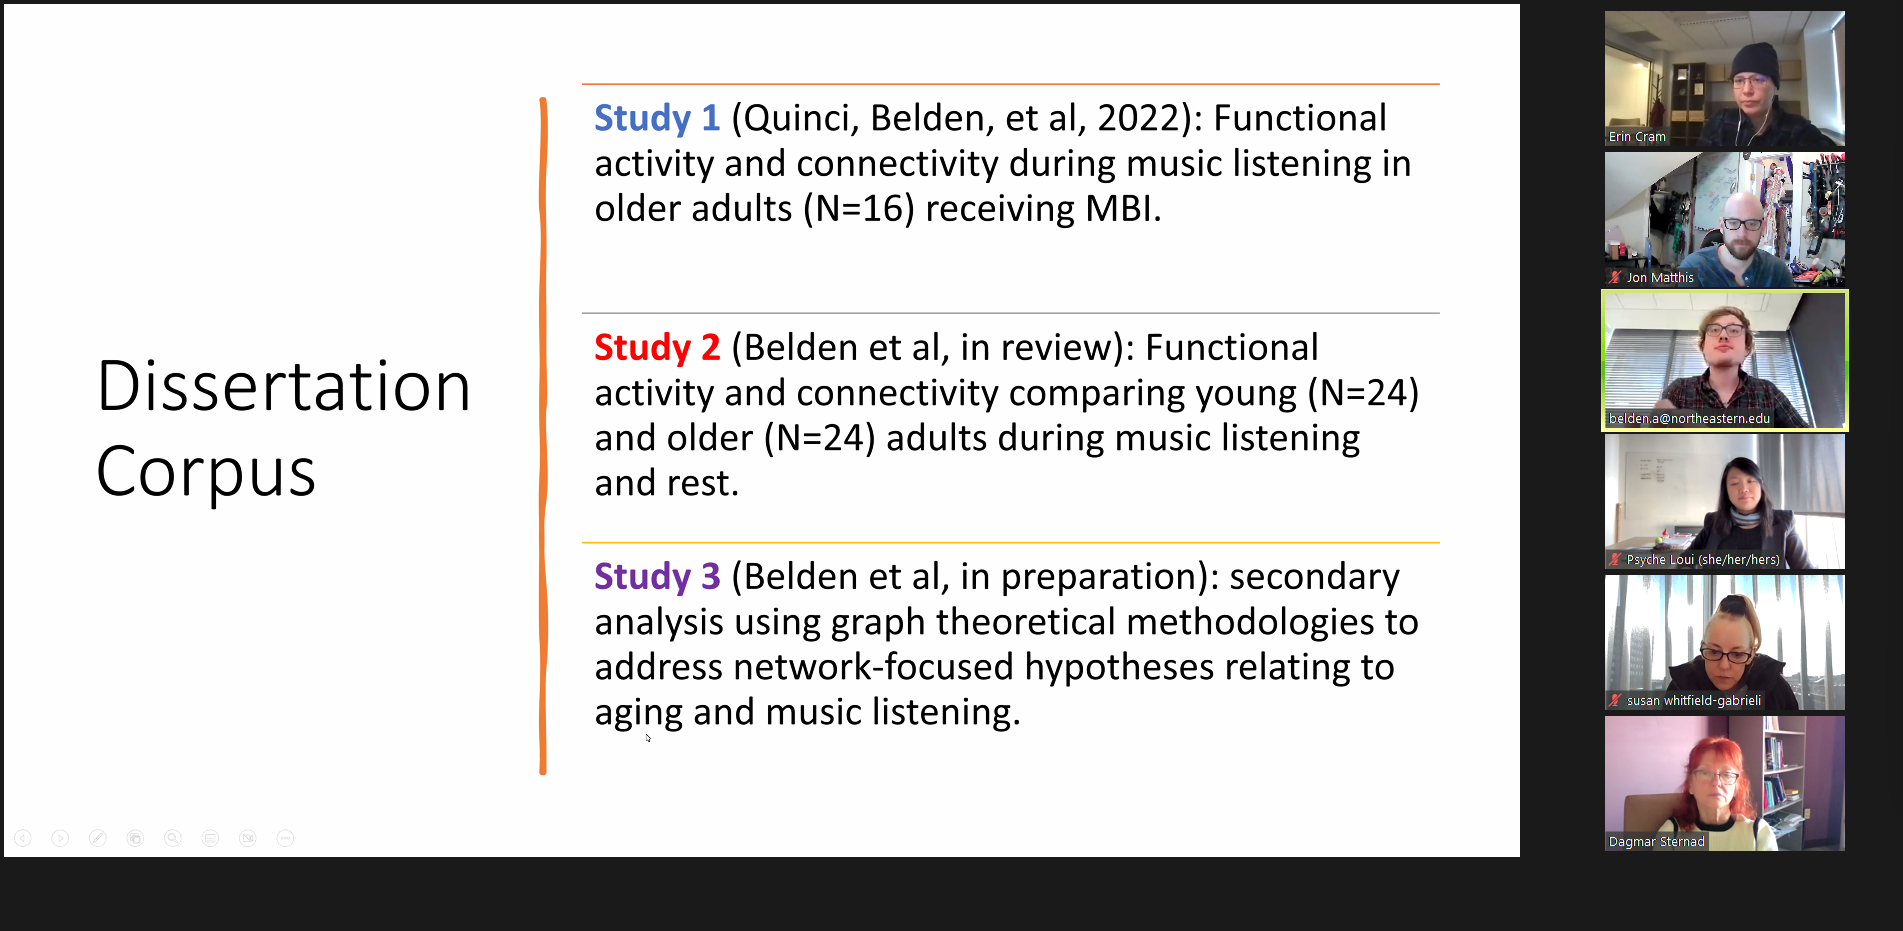 Dissertation
Corpus
Study 1 (Quinci, Belden, et al, 2022): Functional
activity and connectivity during music listening in
older adults (N=16) receiving MBI.
Study 2 (Belden et al, in review): Functional
activity and connectivity comparing young (N=24)
and older (N=24) adults during music listening
and rest.
Study 3 (Belden et al, in preparation): secondary
analysis using graph theoretical methodologies to
address network-focused hypotheses relating to
aging and music listening.
Erin Cram
Jon Matthis
belden.a@northeastern.edu
Psyche Loui (she/her/hers)
susan whitfield-gabrieli
Dagmar Sternad